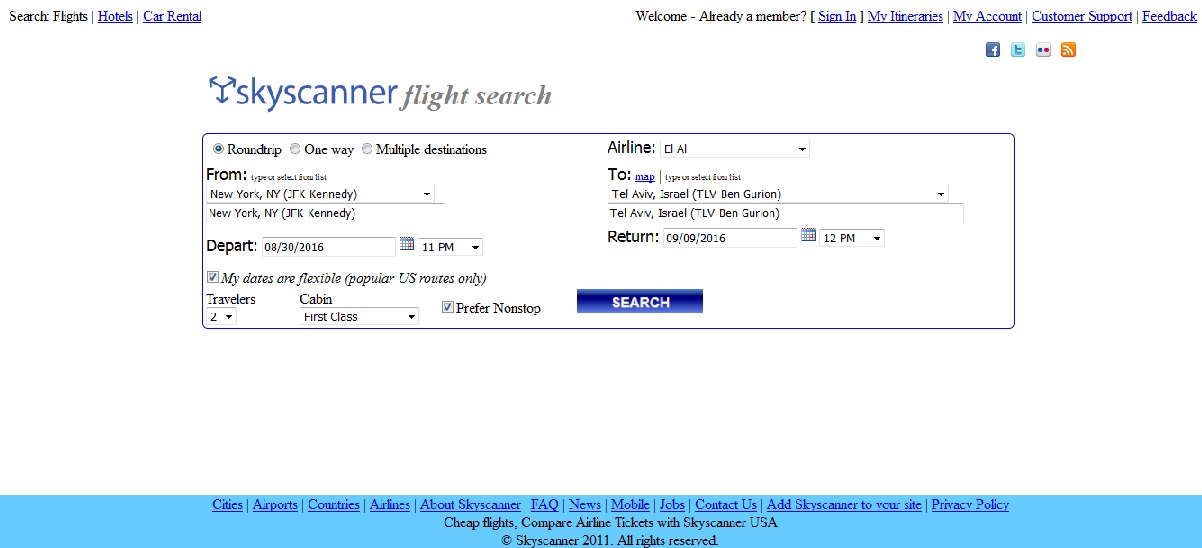 Search: Flights | Hotels | Car Rental
Welcome - Already a member? [ Sign In ] My Itineraries | My Account | Customer Support | Feedback
skyscanner flight search
Roundtrip One way Multiple destinations
Airline: El Al
From: type or select from list
To: map | type or select from list
New York, NY (JFK Kennedy)
Tel Aviv, Israel (TLV Ben Gurion)
New York, NY (JFK Kennedy)
Tel Aviv, Israel (TLV Ben Gurion)
Depart: 08/30/2016 11 PM
Return: 09/09/2016 12 PM
My dates are flexible (popular US routes only)
Travelers Cabin
2 First Class
Prefer Nonstop
SEARCH
Cities | Airports | Countries | Airlines | About Skyscanner FAQ | News | Mobile | Jobs | Contact Us | Add Skyscanner to your site | Privacy Policy
Cheap flights, Compare Airline Tickets with Skyscanner USA
© Skyscanner 2011. All rights reserved.